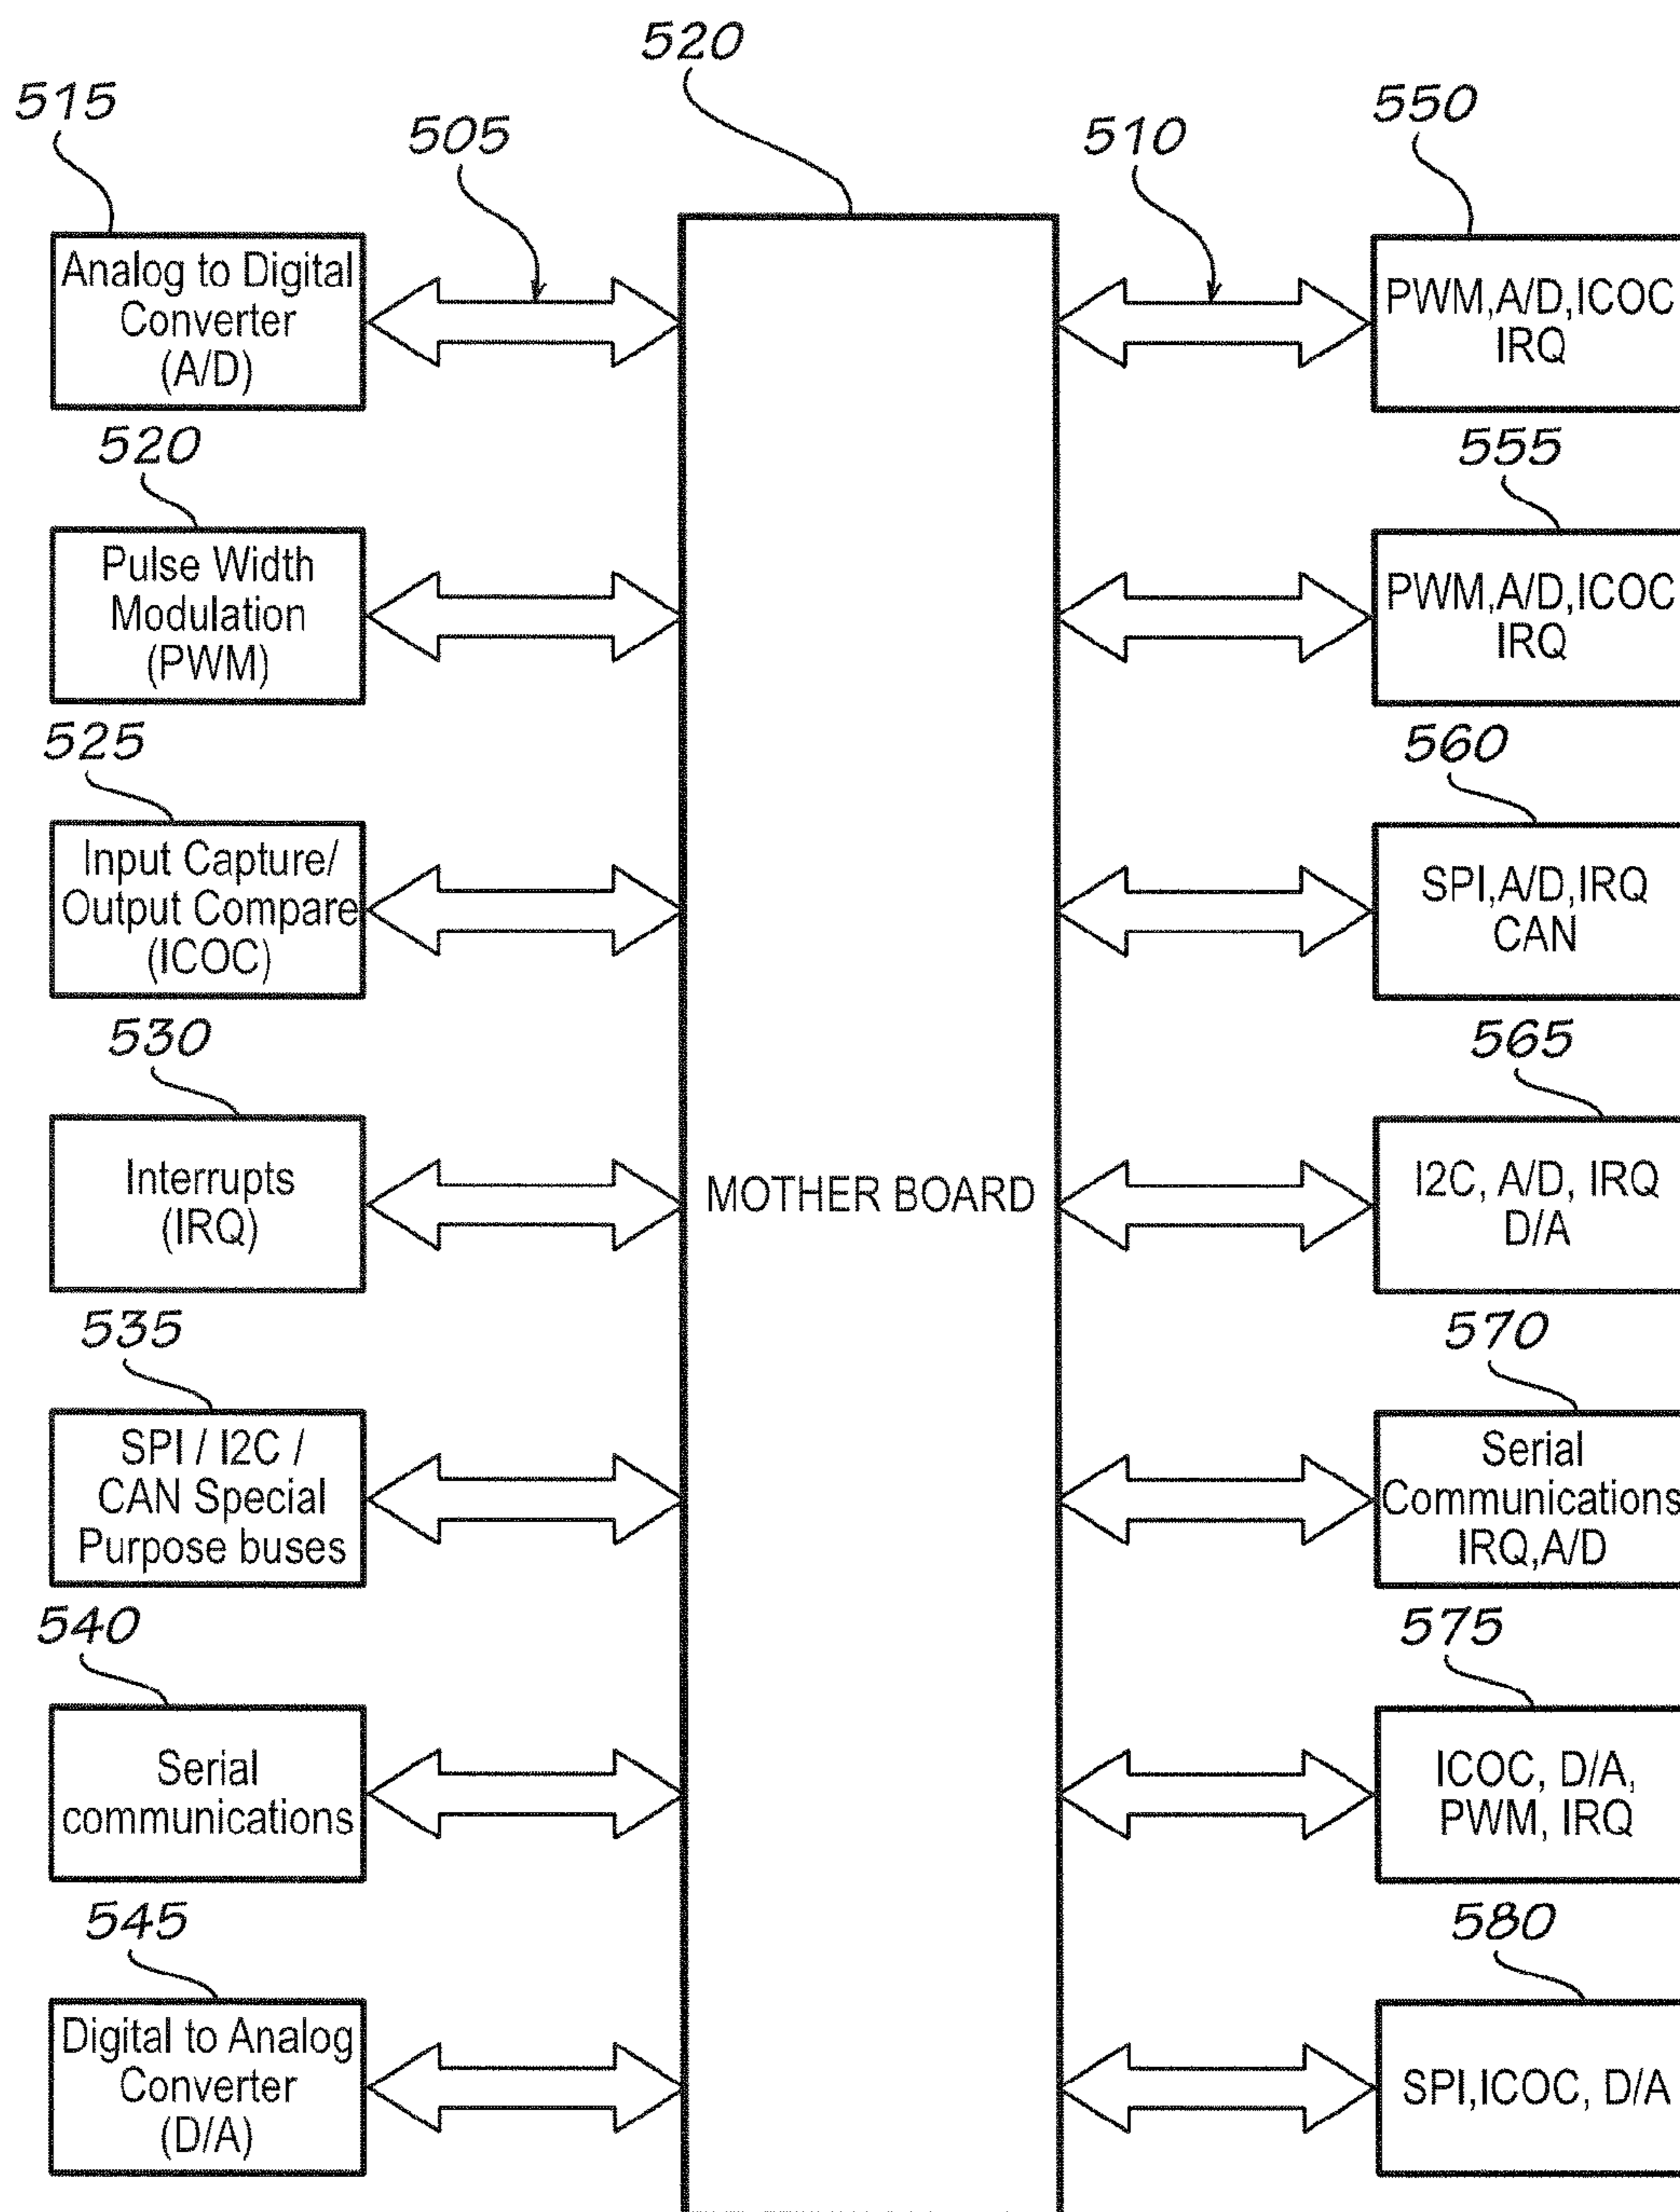 520
515
505
510
550
Analog to Digital
Converter
(A/D)
PWM,A/D,ICOC
IRQ
520
555
Pulse Width
Modulation
(PWM)
PWM,A/D,ICOC
IRQ
525
560
Input Capture/
Output Compare
(ICOC)
SPI,A/D,IRQ
CAN
530
565
Interrupts
(IRQ)
MOTHER BOARD
I2C, A/D, IRQ
D/A
535
570
SPI / I2C /
CAN Special
Purpose buses
Serial
Communications
IRQ,A/D
540
575
Serial
communications
ICOC, D/A,
PWM, IRQ
545
580
Digital to Analog
Converter
(D/A)
SPI,ICOC, D/A